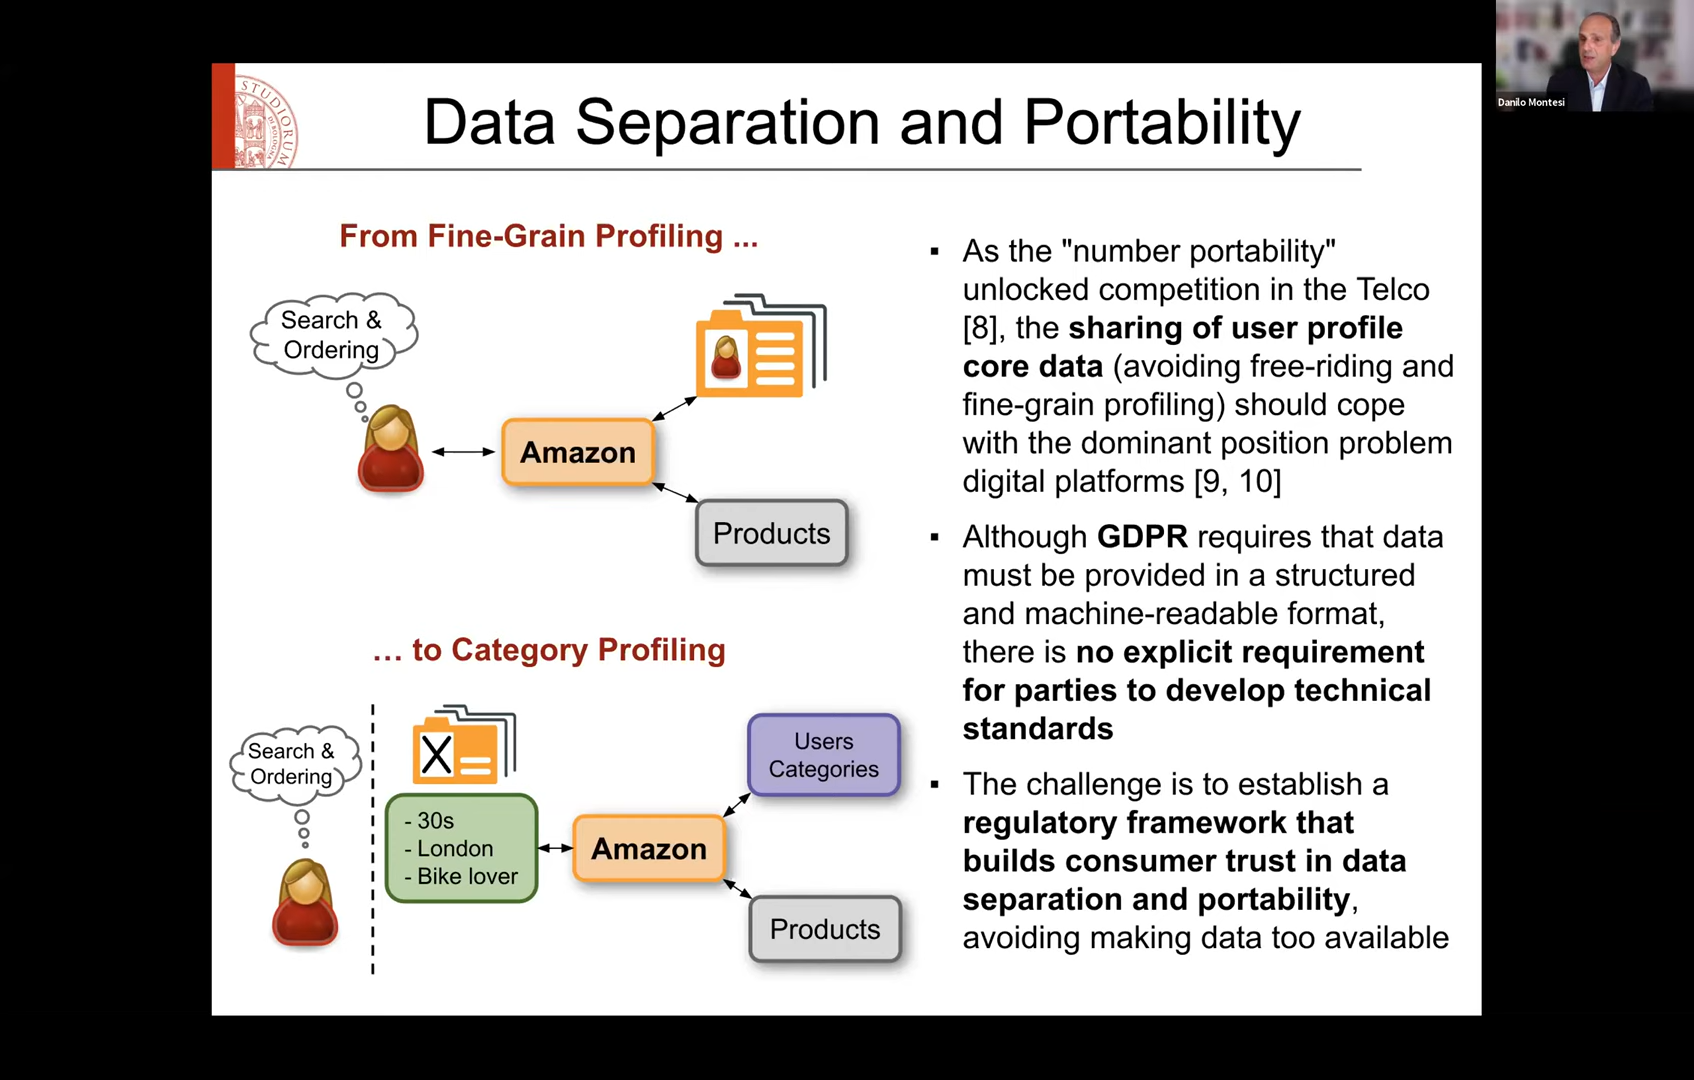 Data Separation and Portability
STUDIORUM
Danilo Montesi
From Fine-Grain Profiling ...
Search &
Ordering
Amazon
Products
… to Category Profiling
Search &
Ordering
X
- 30s
- London
- Bike lover
Amazon
Users
Categories
Products
▪ As the "number portability"
unlocked competition in the Telco
[8], the sharing of user profile
core data (avoiding free-riding and
fine-grain profiling) should cope
with the dominant position problem
digital platforms [9, 10]
▪ Although GDPR requires that data
must be provided in a structured
and machine-readable format,
there is no explicit requirement
for parties to develop technical
standards
▪ The challenge is to establish a
regulatory framework that
builds consumer trust in data
separation and portability,
avoiding making data too available